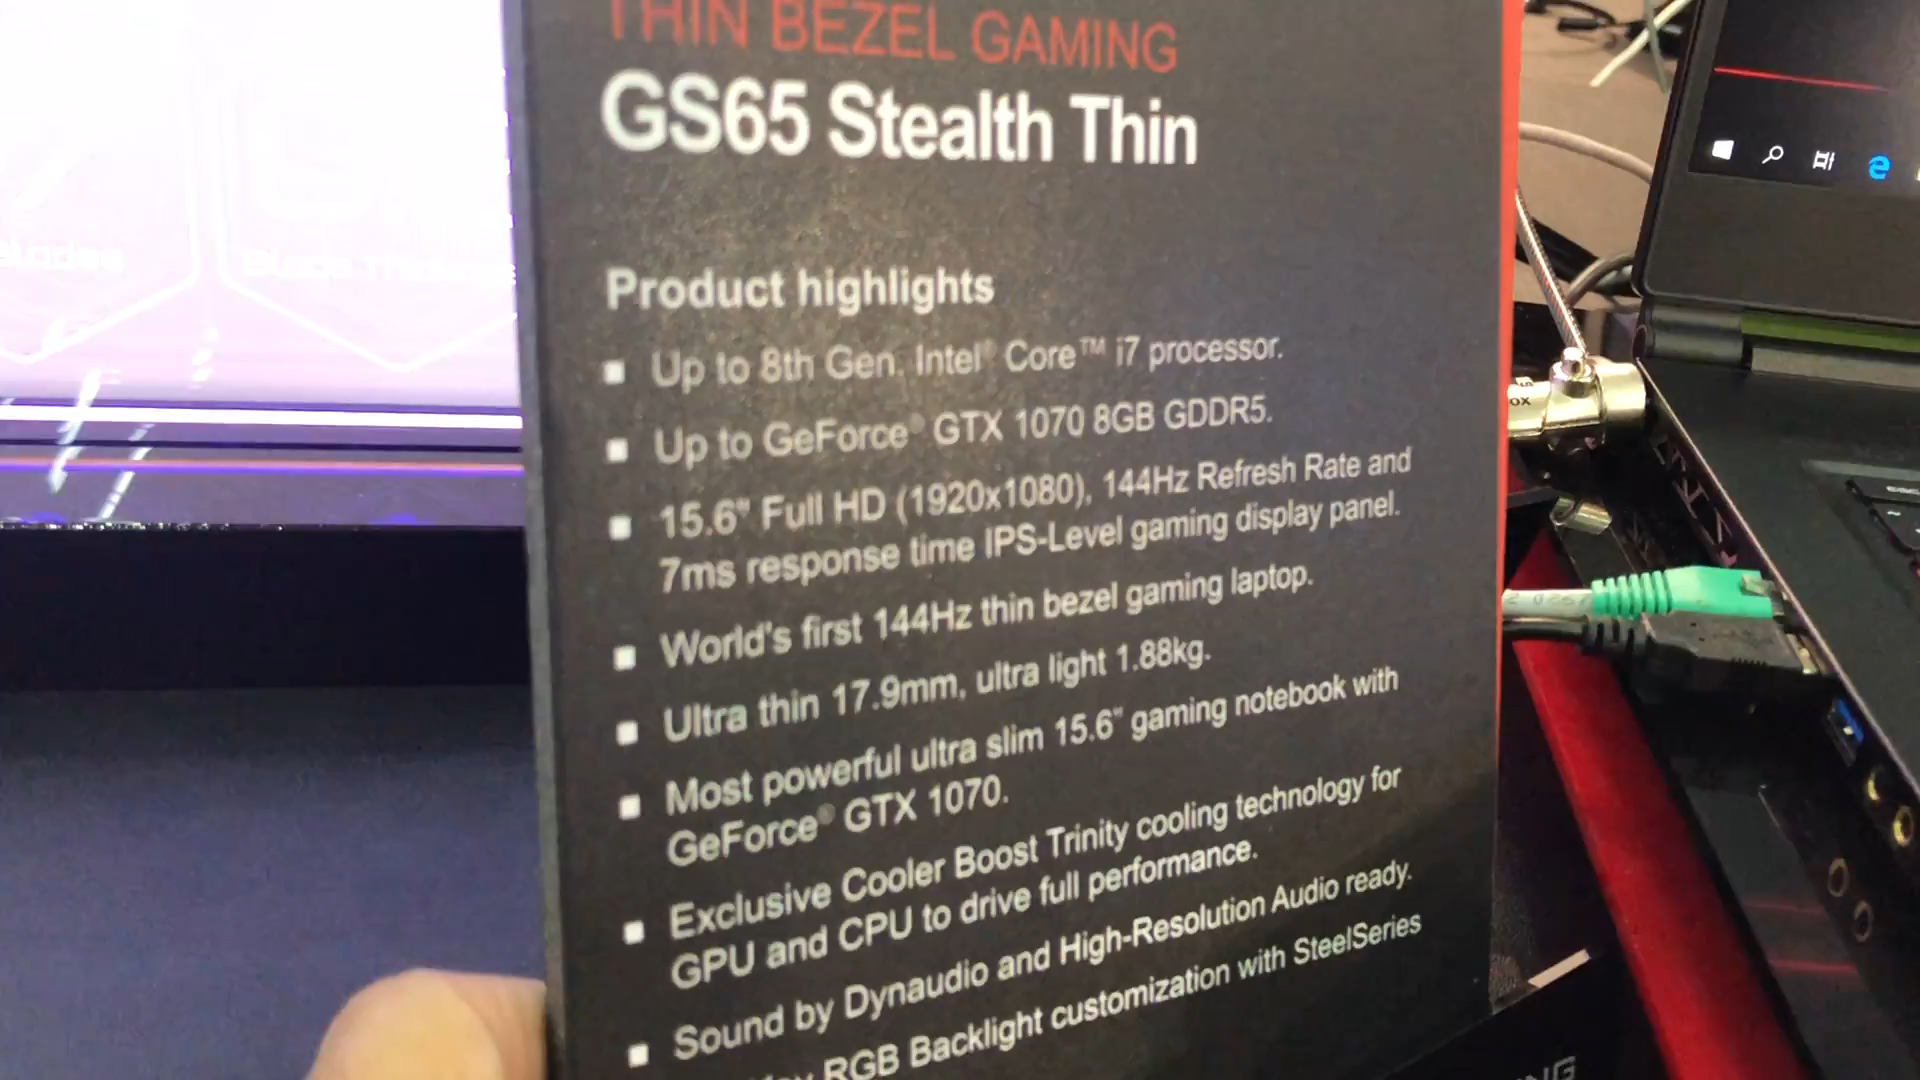 THIN BEZEL GAMING
GS65 Stealth Thin
Product highlights
Up to 8th Gen. Intel® Core™ i7 processor.
Up to GeForce® GTX 1070 8GB GDDR5.
15.6" Full HD (1920x1080), 144Hz Refresh Rate and
7ms response time IPS-Level gaming display panel.
World's first 144Hz thin bezel gaming laptop.
Ultra thin 17.9mm, ultra light 1.88kg.
Most powerful ultra slim 15.6" gaming notebook with
GeForce® GTX 1070.
Exclusive Cooler Boost Trinity cooling technology for
GPU and CPU to drive full performance.
Sound by Dynaudio and High-Resolution Audio ready.
RGB Backlight customization with SteelSeries
Blade
esc